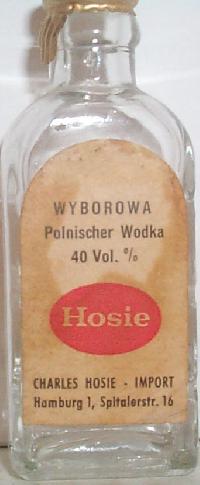 WYBOROWA
Polnischer Wodka
40 Vol. %
Hosie
CHARLES HOSIE - IMPORT
Hamburg 1, Spitalerstr. 16